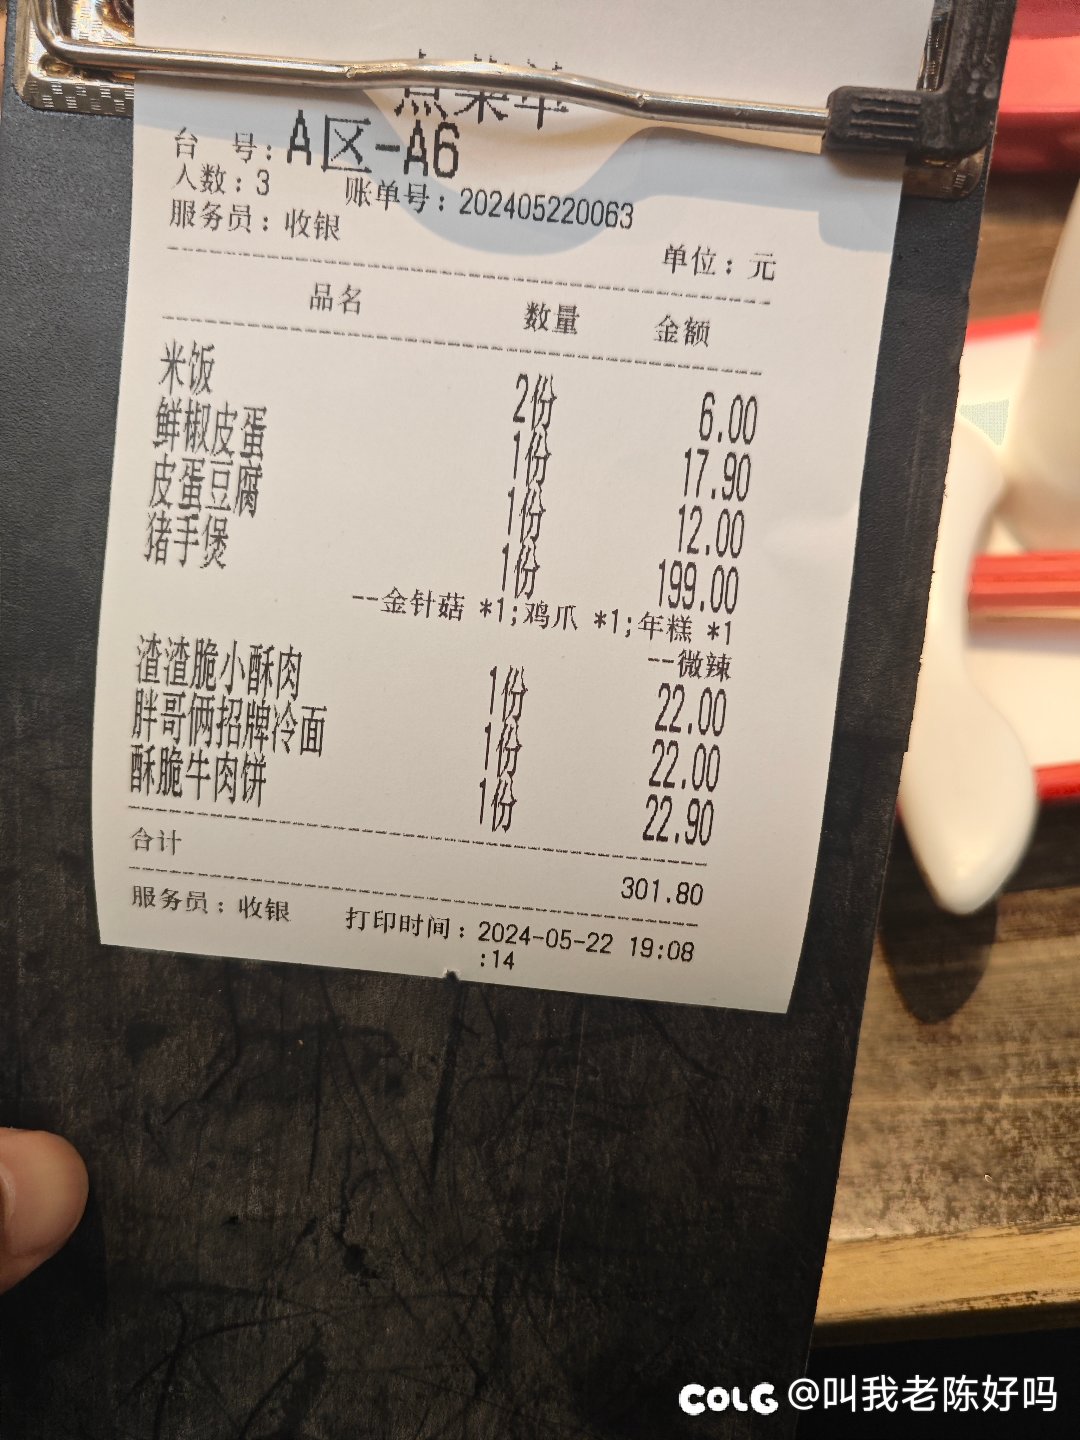 点菜单
台 号: A区-A6
人数: 3 账单号: 202405220063
服务员: 收银
单位: 元
品名 数量 金额
米饭 2份 6.00
鲜椒皮蛋 1份 17.90
皮蛋豆腐 1份 12.00
猪手煲 1份 199.00
--金针菇 *1;鸡爪 *1;年糕 *1
--微辣
渣渣脆小酥肉 1份 22.00
胖哥俩招牌冷面 1份 22.00
酥脆牛肉饼 1份 22.90
合计 301.80
服务员: 收银 打印时间: 2024-05-22 19:08
:14
COLG @叫我老陈好吗